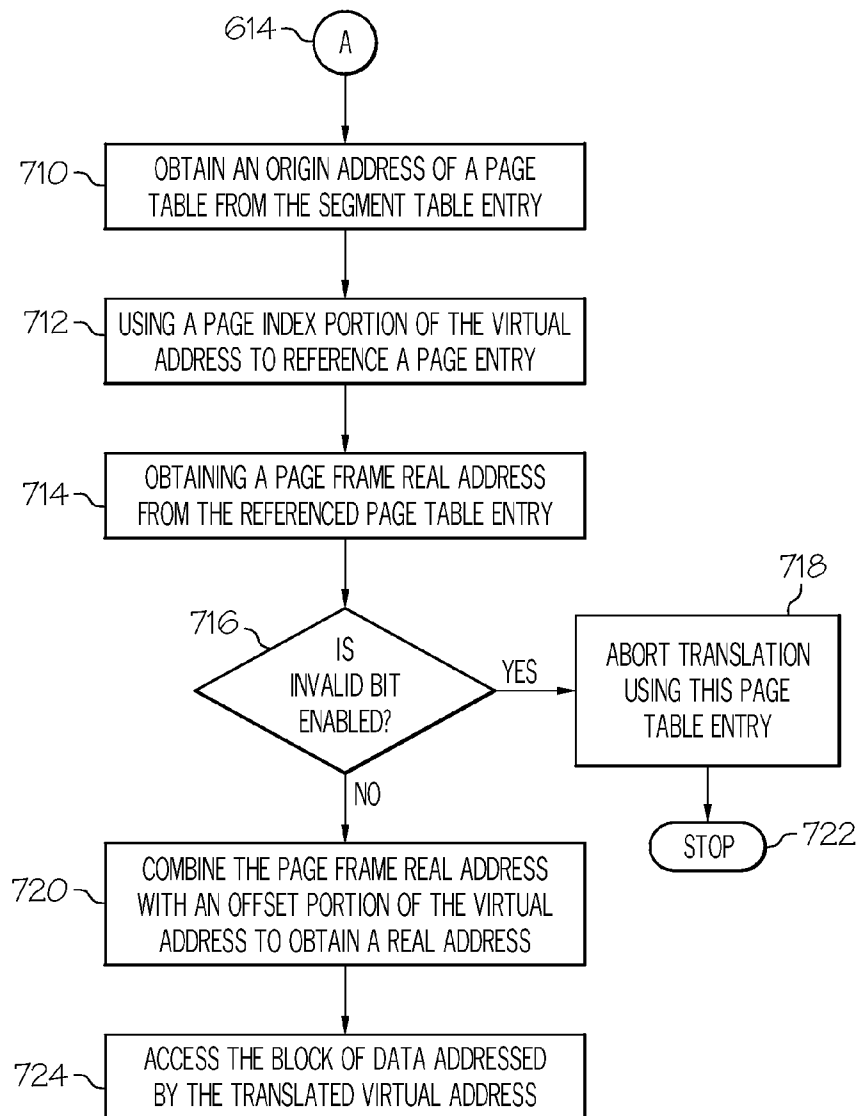 614
A
710
OBTAIN AN ORIGIN ADDRESS OF A PAGE
TABLE FROM THE SEGMENT TABLE ENTRY
712
USING A PAGE INDEX PORTION OF THE VIRTUAL
ADDRESS TO REFERENCE A PAGE ENTRY
714
OBTAINING A PAGE FRAME REAL ADDRESS
FROM THE REFERENCED PAGE TABLE ENTRY
716
IS
INVALID BIT
ENABLED?
YES
718
ABORT TRANSLATION
USING THIS PAGE
TABLE ENTRY
NO
STOP
722
720
COMBINE THE PAGE FRAME REAL ADDRESS
WITH AN OFFSET PORTION OF THE VIRTUAL
ADDRESS TO OBTAIN A REAL ADDRESS
724
ACCESS THE BLOCK OF DATA ADDRESSED
BY THE TRANSLATED VIRTUAL ADDRESS